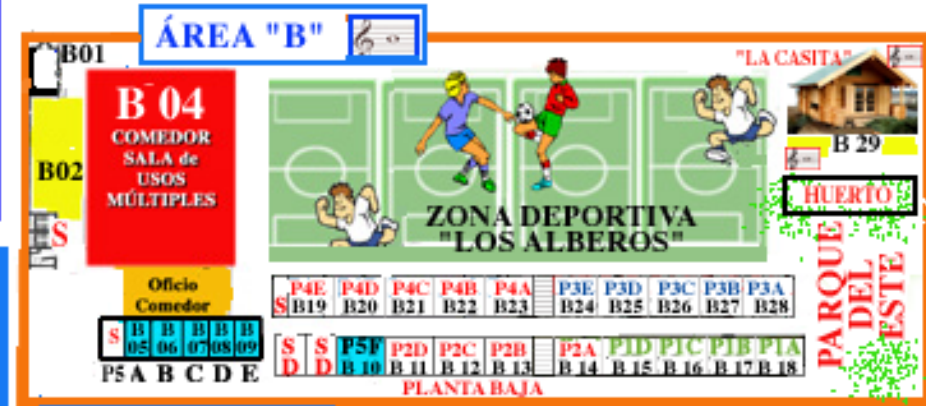 ÁREA "B"
B01
"LA CASITA"
B 04
COMEDOR
SALA de
USOS
MÚLTIPLES
B02
S
B 29
HUERTO
ZONA DEPORTIVA
"LOS ALBEROS"
PARQUE
DEL
ESTE
Oficio
Comedor
S B 05 B 06 B 07 B 08 B 09
P5 A B C D E
P4E P4D P4C P4B P4A P3E P3D P3C P3B P3A
S B19 B20 B21 B22 B23 B24 B25 B26 B27 B28
S S P5F P2D P2C P2B P2A P1D P1C P1B P1A
D D B 10 B 11 B 12 B 13 B 14 B 15 B 16 B 17 B 18
PLANTA BAJA